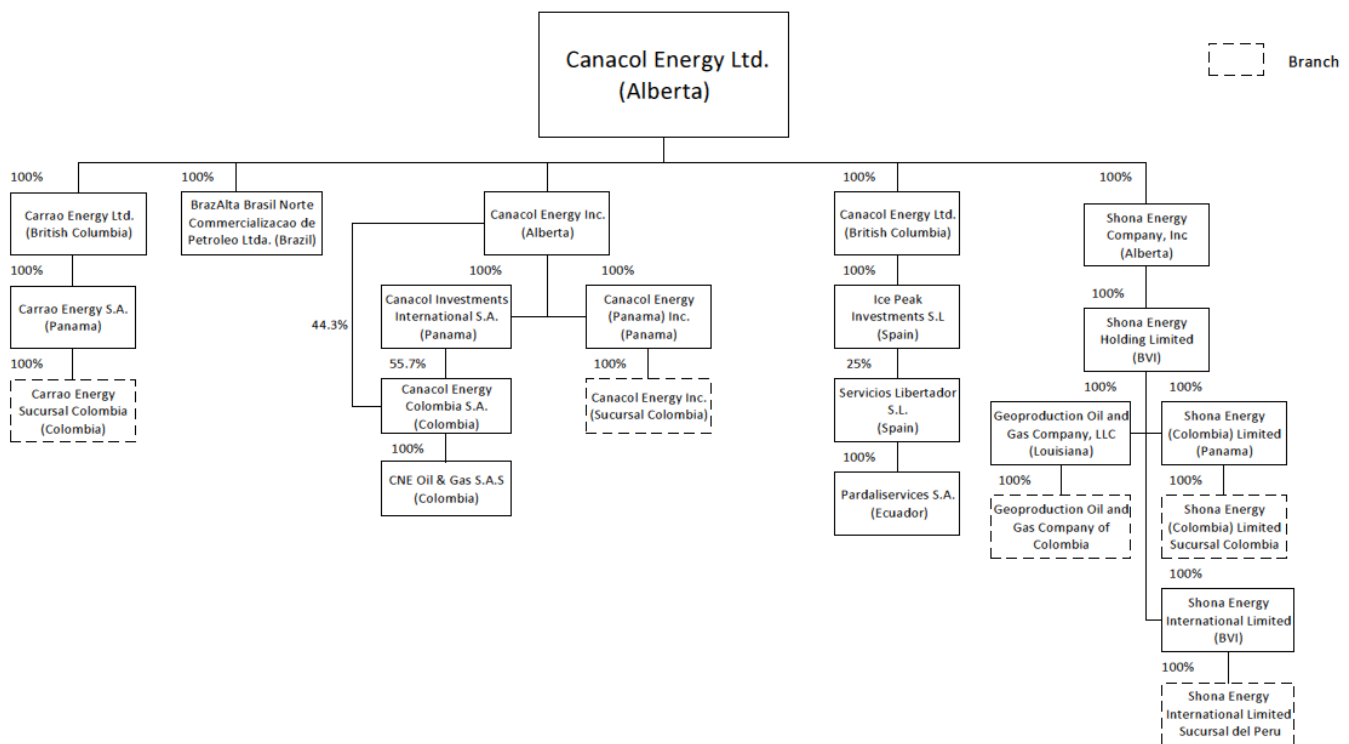 Canacol Energy Ltd.
(Alberta)
Branch
100%
Carrao Energy Ltd.
(British Columbia)
100%
Carrao Energy S.A.
(Panama)
100%
Carrao Energy
Sucursal Colombia
(Colombia)
100%
BrazAlta Brasil Norte
Commercializacao de
Petroleo Ltda. (Brazil)
Canacol Energy Inc.
(Alberta)
44.3%
100%
Canacol Investments
International S.A.
(Panama)
55.7%
Canacol Energy
Colombia S.A.
(Colombia)
100%
CNE Oil & Gas S.A.S
(Colombia)
100%
Canacol Energy
(Panama) Inc.
(Panama)
100%
Canacol Energy Inc.
(Sucursal Colombia)
100%
Canacol Energy Ltd.
(British Columbia)
100%
Ice Peak
Investments S.L
(Spain)
25%
Servicios Libertador
S.L.
(Spain)
100%
Pardaliservices S.A.
(Ecuador)
100%
Shona Energy
Company, Inc
(Alberta)
100%
Shona Energy
Holding Limited
(BVI)
100%
Geoproduction Oil and
Gas Company, LLC
(Louisiana)
100%
Geoproduction Oil and
Gas Company of
Colombia
100%
Shona Energy
(Colombia) Limited
(Panama)
100%
Shona Energy
(Colombia) Limited
Sucursal Colombia
100%
Shona Energy
International Limited
(BVI)
100%
Shona Energy
International Limited
Sucursal del Peru